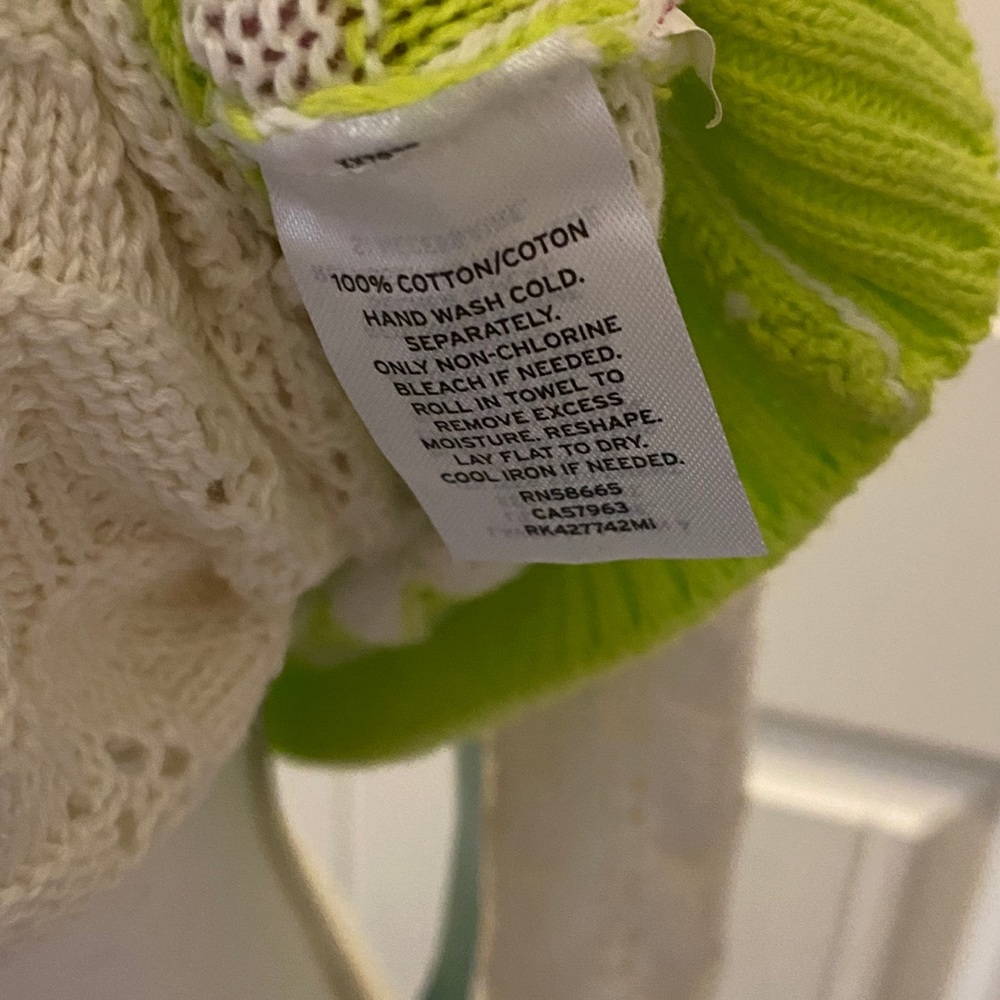 100% COTTON/COTON
HAND WASH COLD.
SEPARATELY.
ONLY NON-CHLORINE
BLEACH IF NEEDED.
ROLL IN TOWEL TO
REMOVE EXCESS
MOISTURE. RESHAPE.
LAY FLAT TO DRY.
COOL IRON IF NEEDED.
RN58665
CA57963
RK427742MI